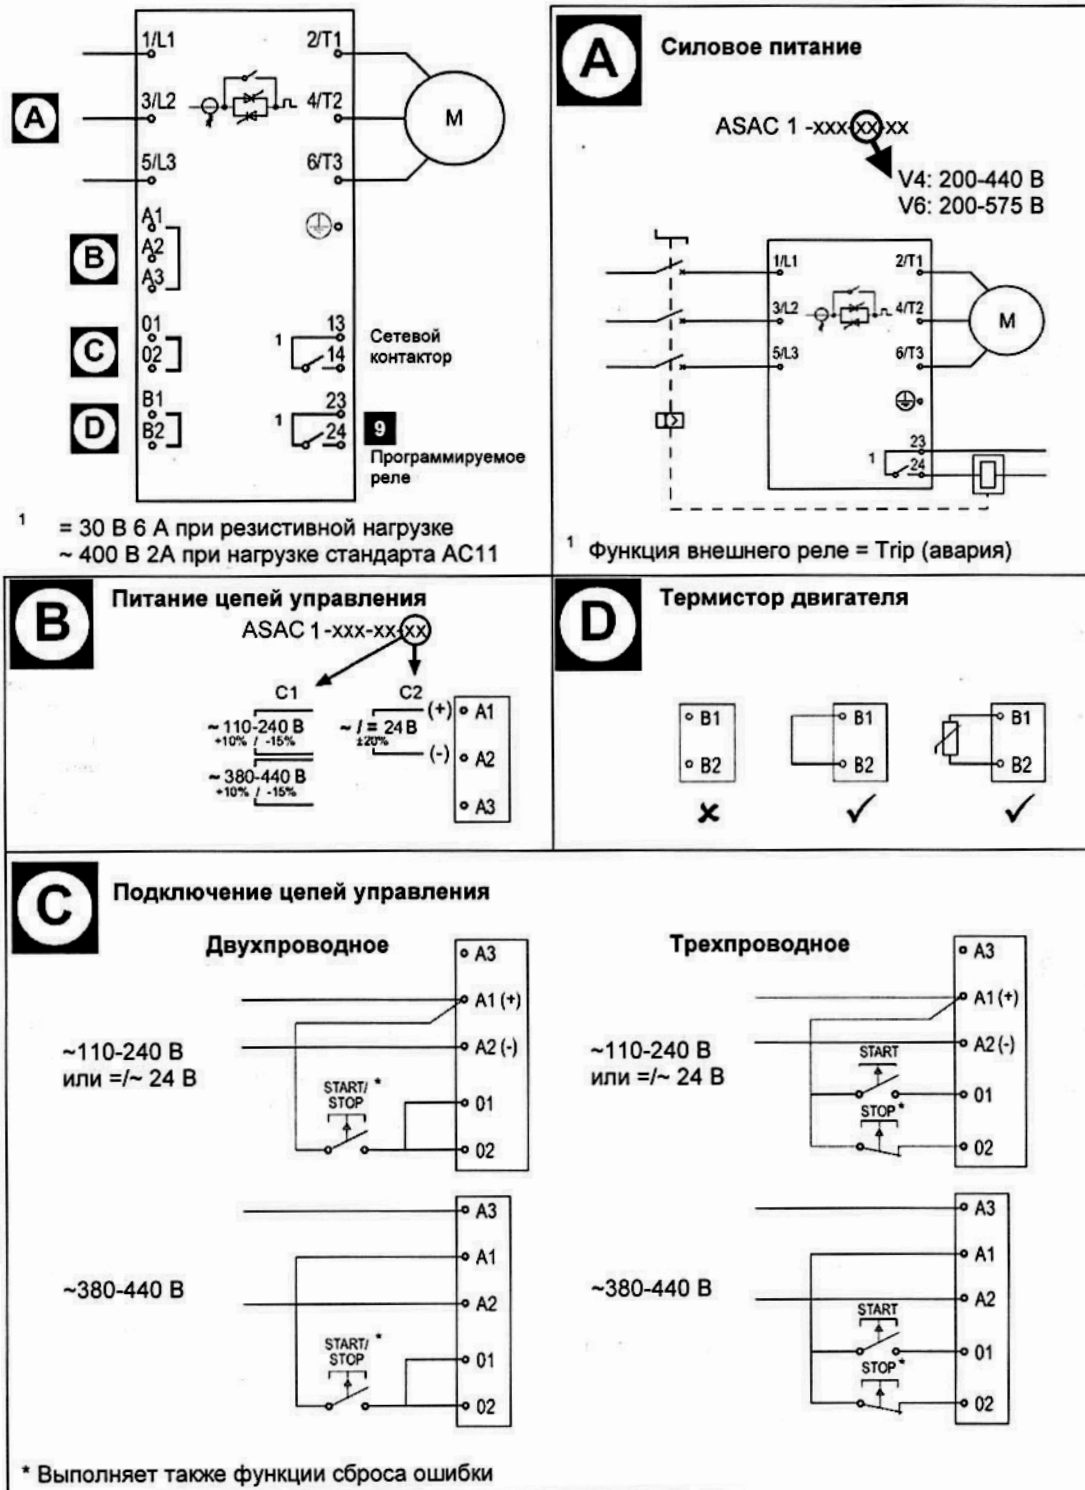 1/L1
2/T1
A
3/L2
4/T2
M
5/L3
6/T3
A1
B
A2
A3
C
01
02
1
13
14
Сетевой
контактор
D
B1
B2
1
23
24
9
Программируемое
реле
1 = 30 В 6 А при резистивной нагрузке
~ 400 В 2А при нагрузке стандарта АС11
A
Силовое питание
ASAC 1 -xxx-xx-xx
V4: 200-440 В
V6: 200-575 В
1/L1
2/T1
3/L2
4/T2
M
5/L3
6/T3
1
23
24
1 Функция внешнего реле = Trip (авария)
B
Питание цепей управления
ASAC 1-xxx-xx-xx
C1
C2
~ 110-240 В
+10% / -15%
~ / = 24 В
±20%
(+)
A1
(-)
A2
~ 380-440 В
+10% / -15%
A3
D
Термистор двигателя
B1
B2
B1
B2
B1
B2
C
Подключение цепей управления
Двухпроводное
A3
A1 (+)
~110-240 В
или =/~ 24 В
A2 (-)
START/ *
STOP
01
02
A3
A1
~380-440 В
A2
START/ *
STOP
01
02
Трехпроводное
A3
A1 (+)
~110-240 В
или =/~ 24 В
A2 (-)
START
01
STOP *
02
A3
A1
~380-440 В
A2
START
01
STOP *
02
* Выполняет также функции сброса ошибки